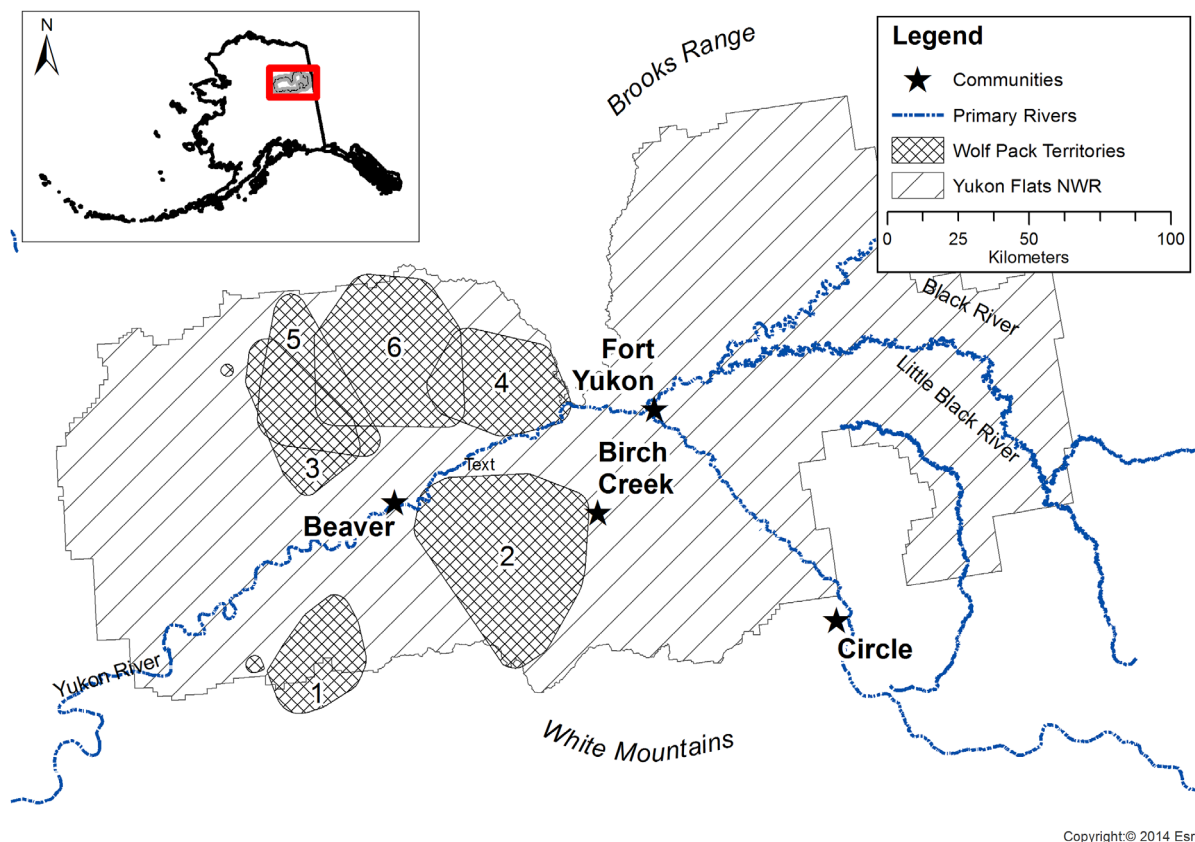 N
Brooks Range
Legend
Communities
Primary Rivers
Wolf Pack Territories
Yukon Flats NWR
0 25 50 100
Kilometers
Black River
Little Black River
5
6
4
3
Fort
Yukon
Birch
Creek
Text
Beaver
2
Circle
Yukon River
1
White Mountains
Copyright:© 2014 Esr